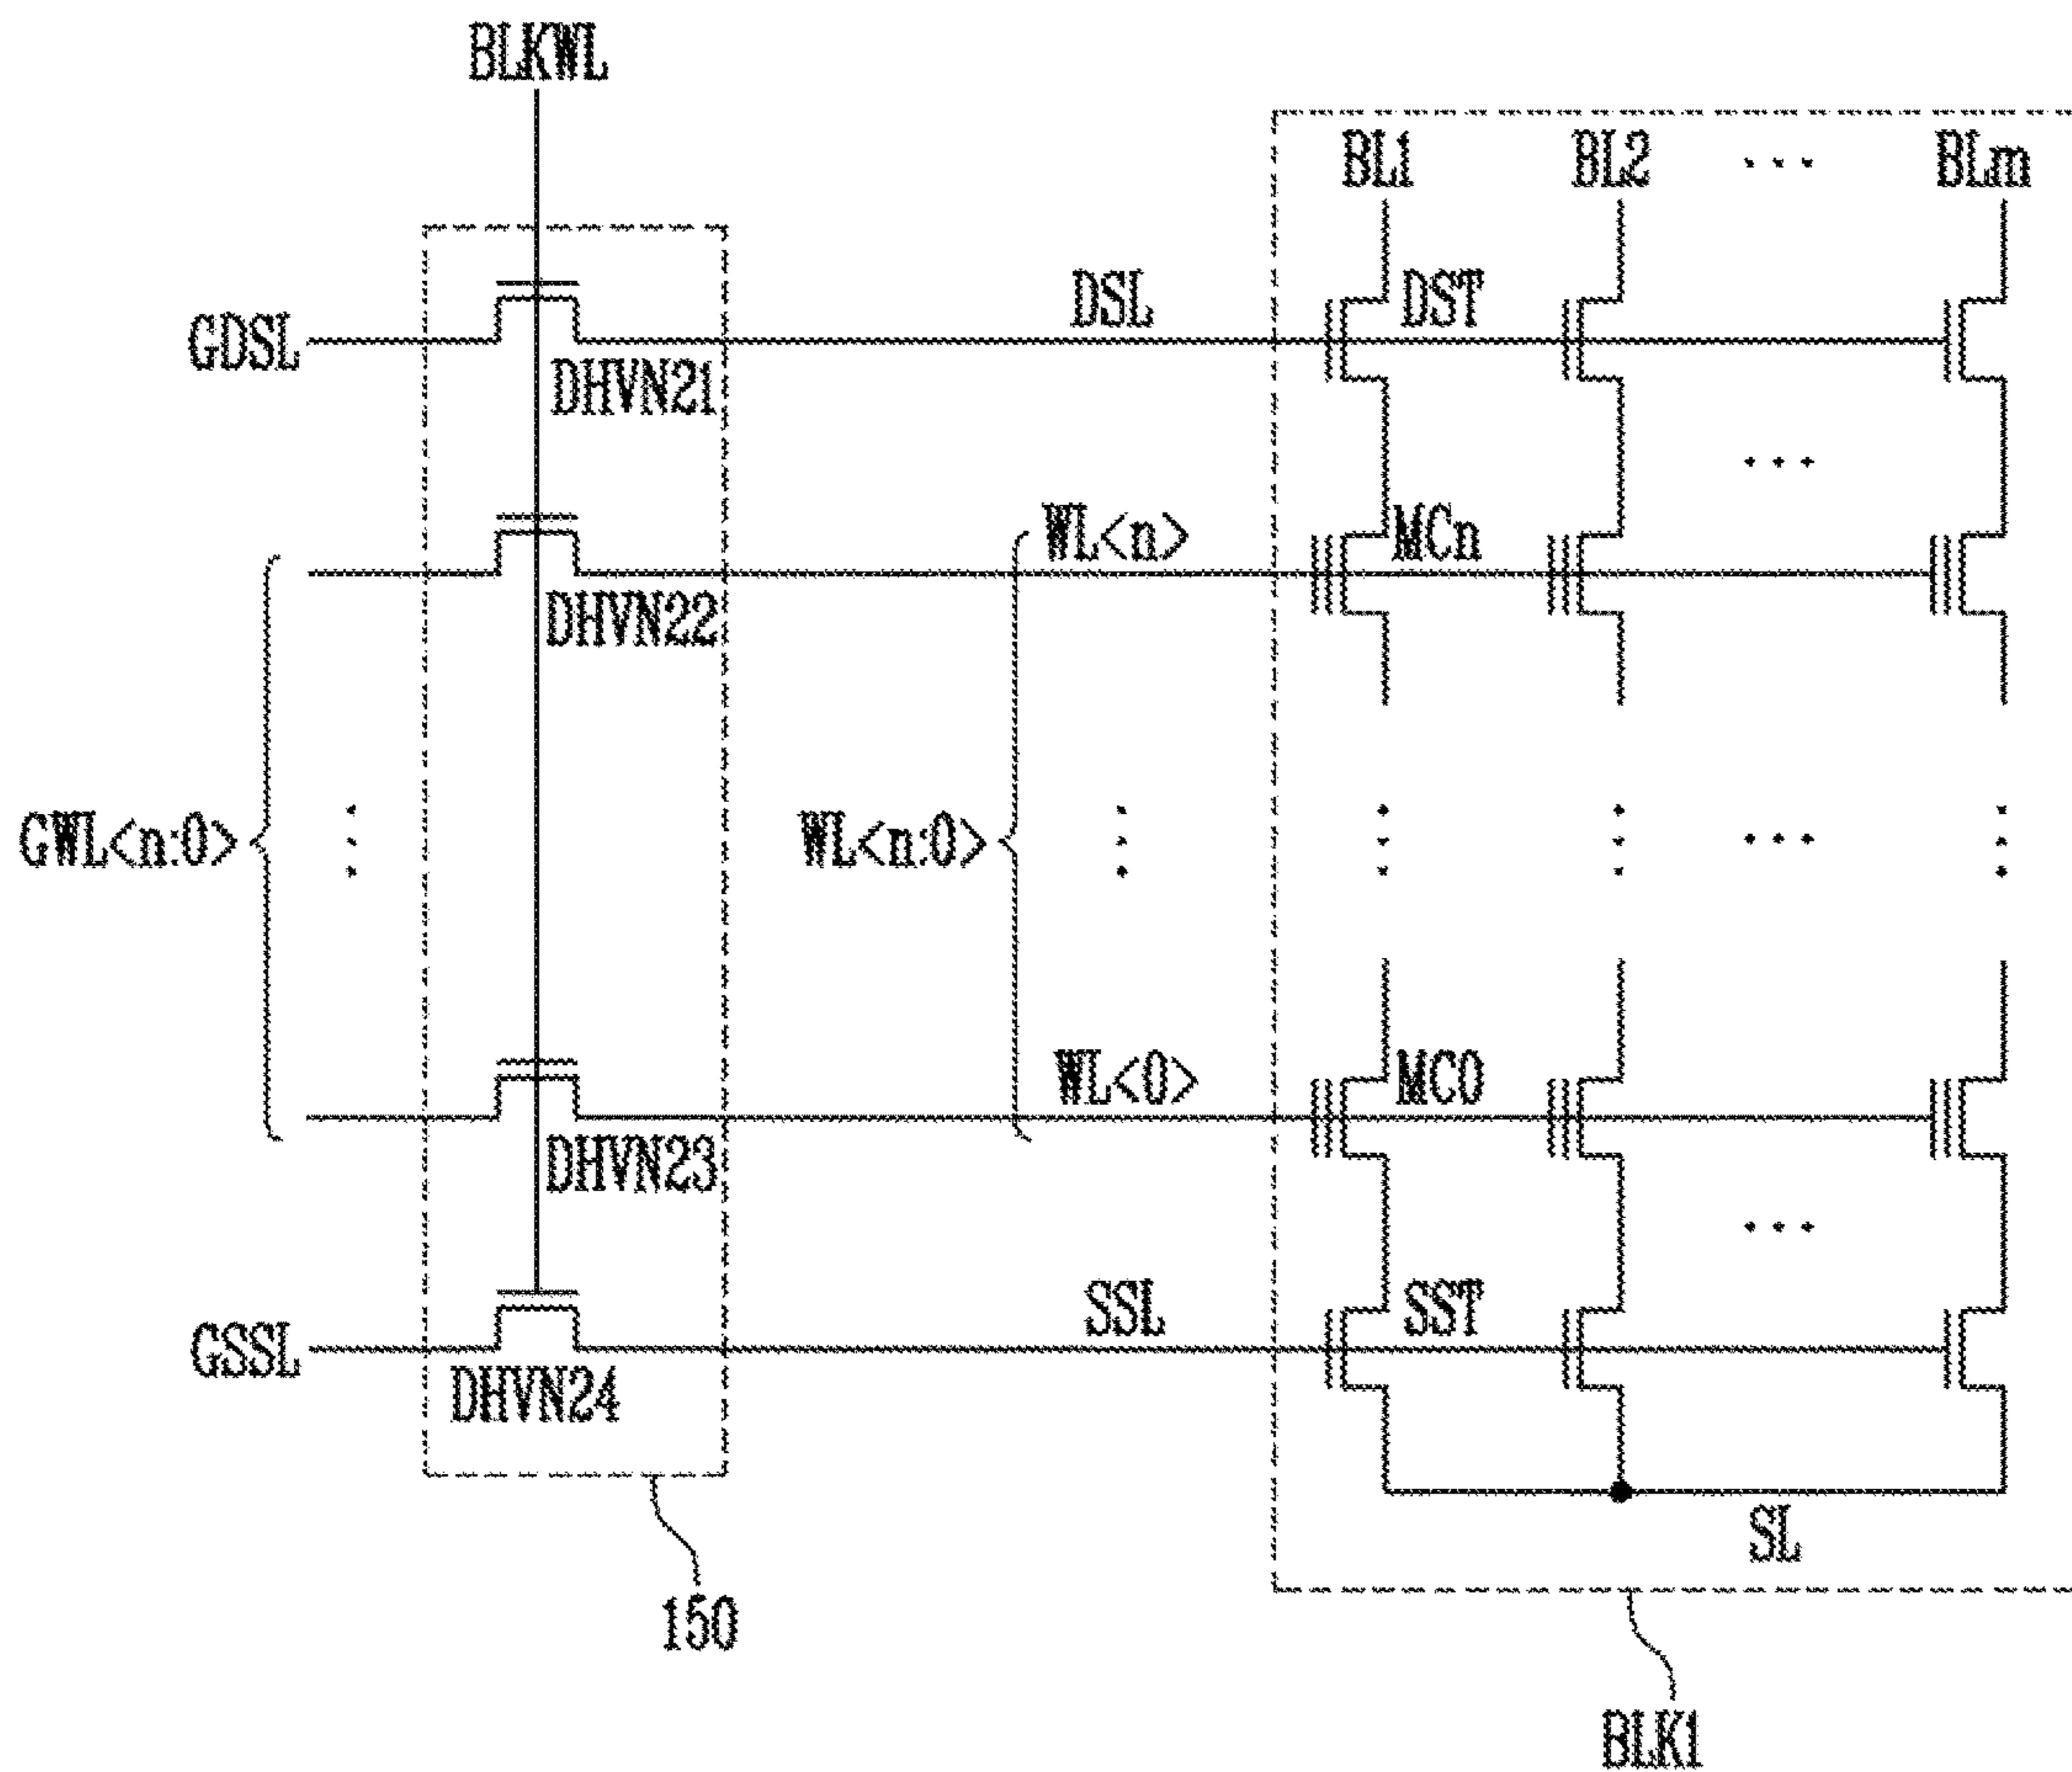 BLKWL
BL1 BL2 ... BLm
GDSL DSL DST
DHVN21
...
WL<n> MCn
DHVN22
GWL<n:0> WL<n:0> ...
WL<0> MC0
DHVN23
...
GSSL SSL SST
DHVN24
SL
150
BLK1